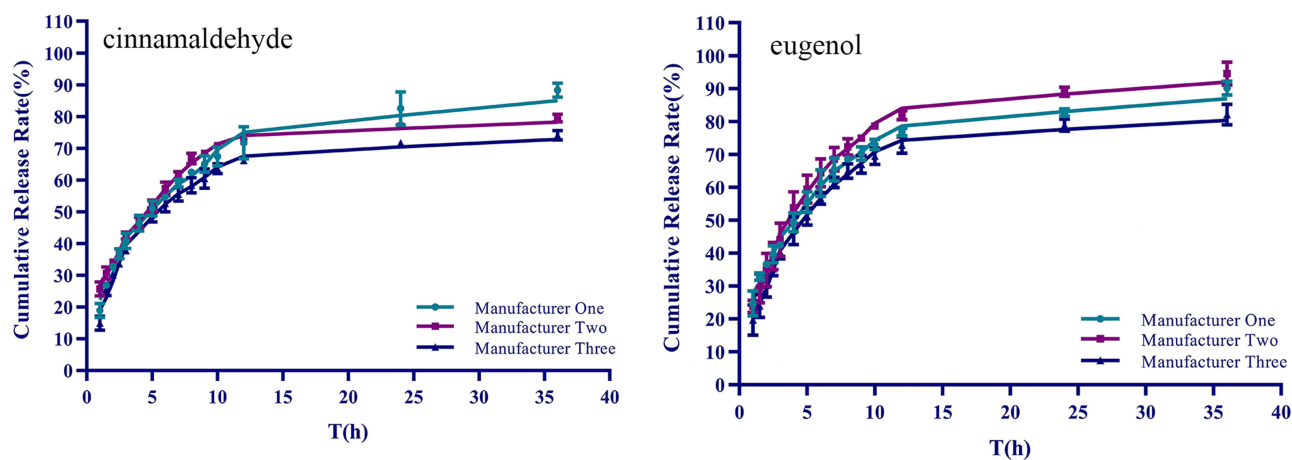 cinnamaldehyde
Cumulative Release Rate(%)
110
100
90
80
70
60
50
40
30
20
10
0
Manufacturer One
Manufacturer Two
Manufacturer Three
0 5 10 15 20 25 30 35 40
T(h)
eugenol
Cumulative Release Rate(%)
110
100
90
80
70
60
50
40
30
20
10
0
Manufacturer One
Manufacturer Two
Manufacturer Three
0 5 10 15 20 25 30 35 40
T(h)